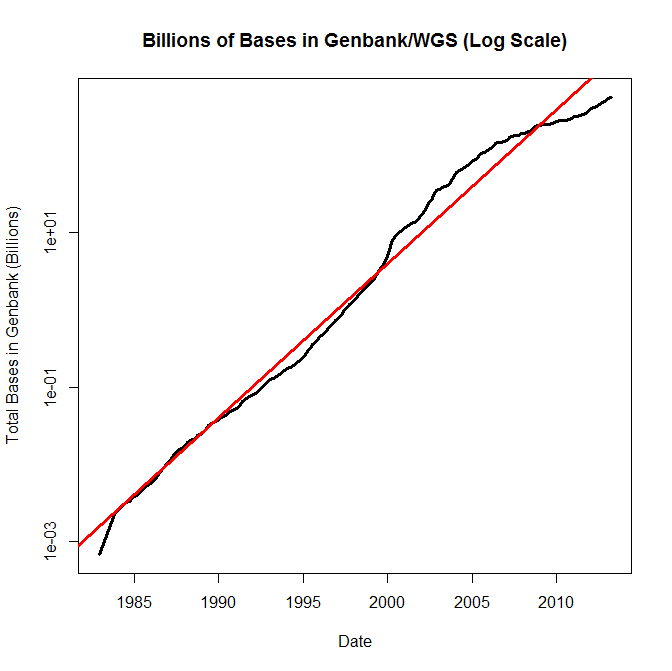 Billions of Bases in Genbank/WGS (Log Scale)
Total Bases in Genbank (Billions)
1e+01
1e-01
1e-03
1985 1990 1995 2000 2005 2010
Date